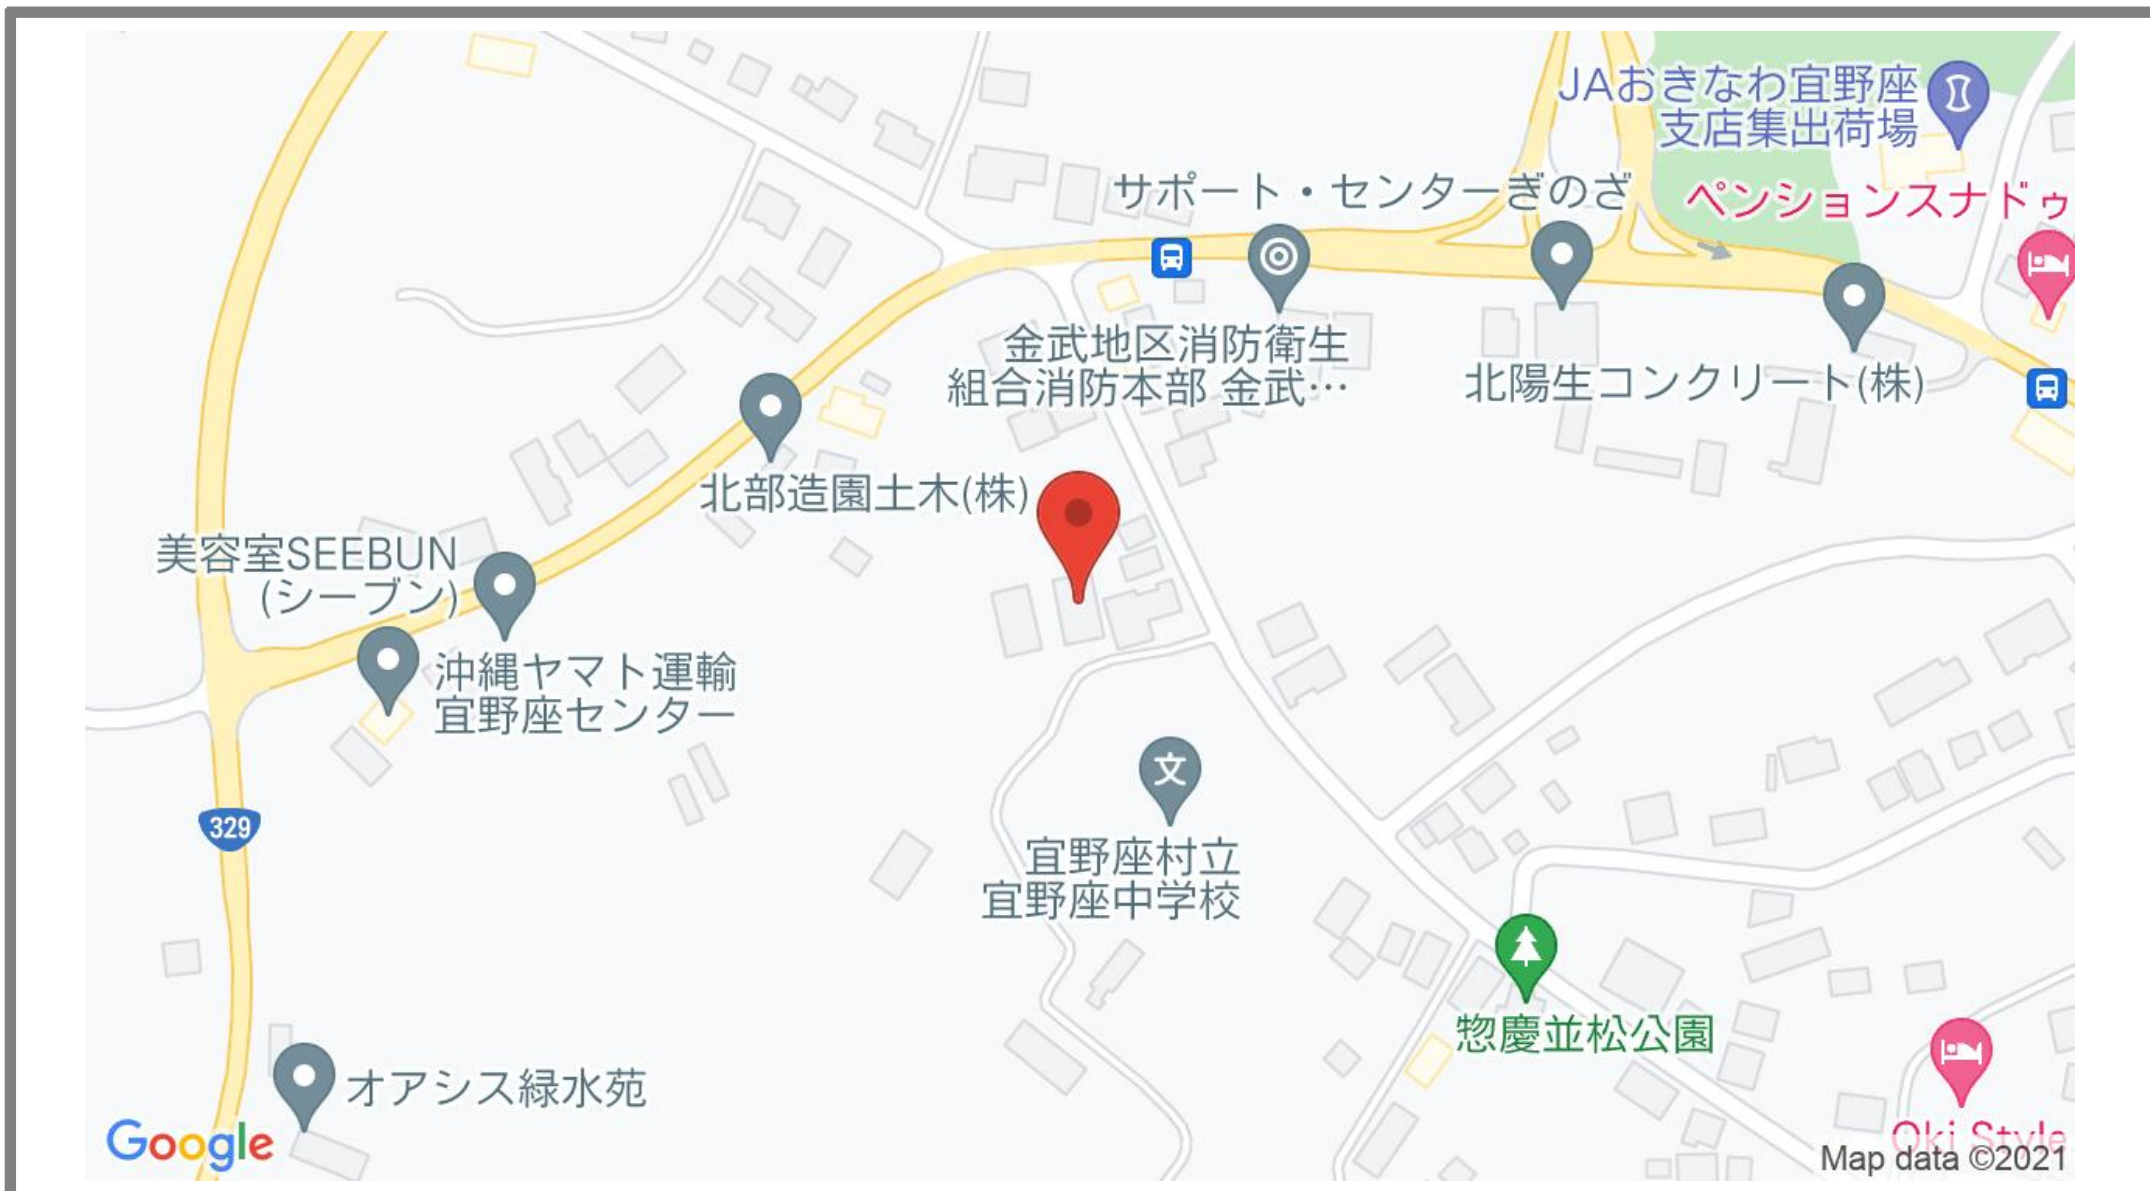 JAおきなわ宜野座
支店集出荷場
サポート・センターぎのざ
ペンションスナドゥ
金武地区消防衛生
組合消防本部 金武…
北陽生コンクリート(株)
北部造園土木(株)
美容室SEEBUN
(シーブン)
沖縄ヤマト運輸
宜野座センター
文
329
宜野座村立
宜野座中学校
惣慶並松公園
オアシス緑水苑
Google
Oki Style
Map data ©2021